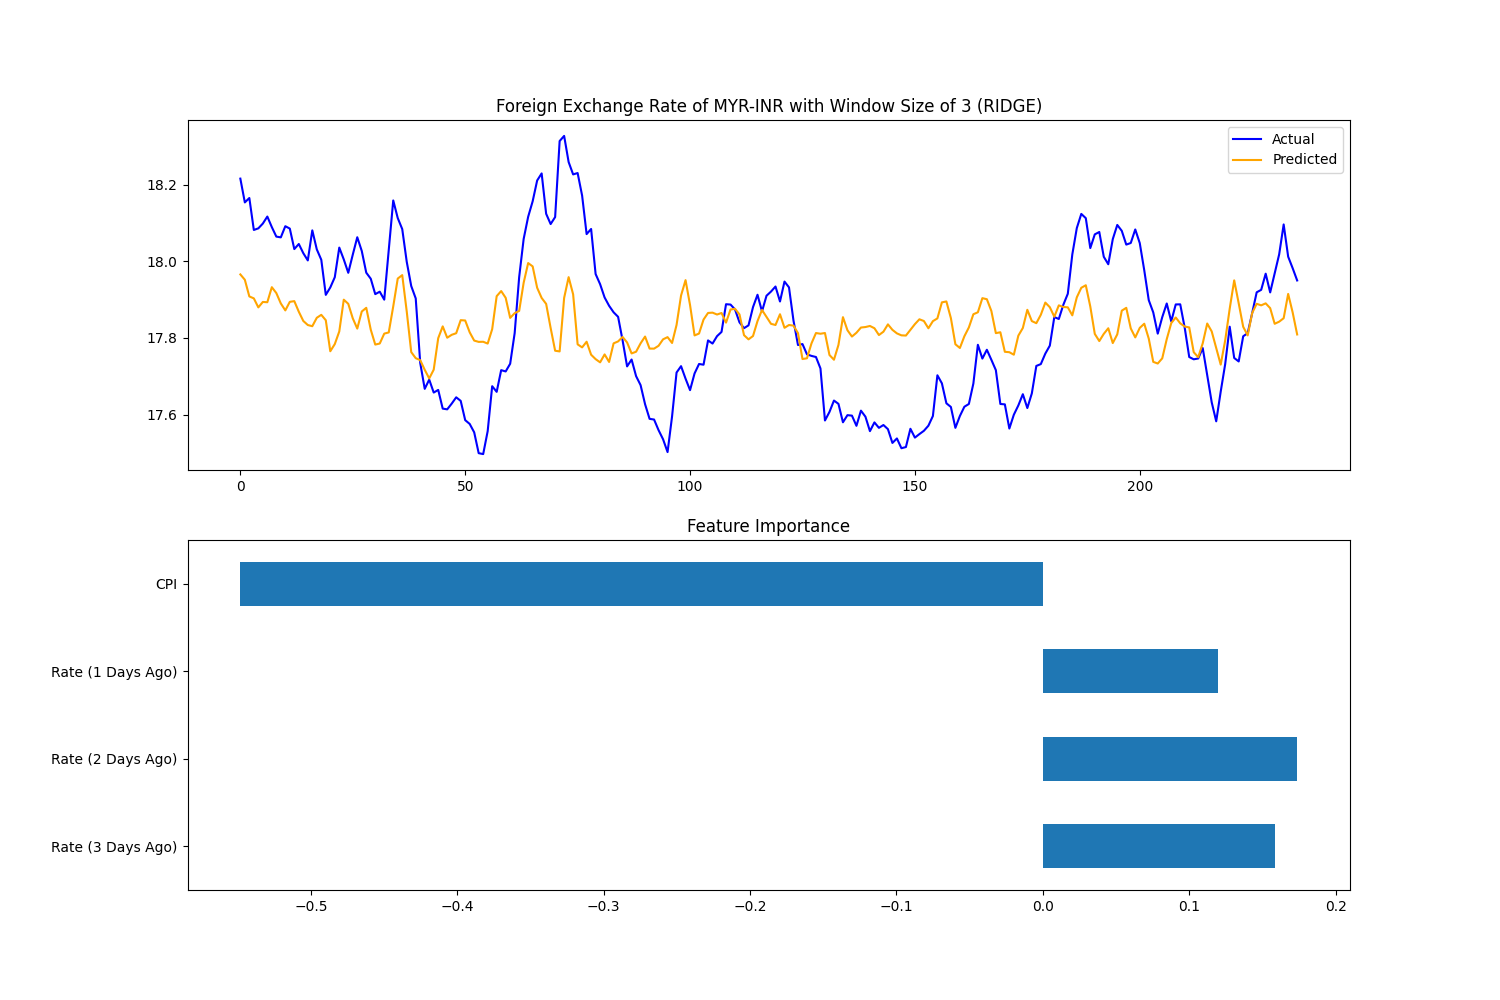 Foreign Exchange Rate of MYR-INR with Window Size of 3 (RIDGE)
Actual
Predicted
18.2
18.0
17.8
17.6
0 50 100 150 200
Feature Importance
CPI
Rate (1 Days Ago)
Rate (2 Days Ago)
Rate (3 Days Ago)
−0.5 −0.4 −0.3 −0.2 −0.1 0.0 0.1 0.2